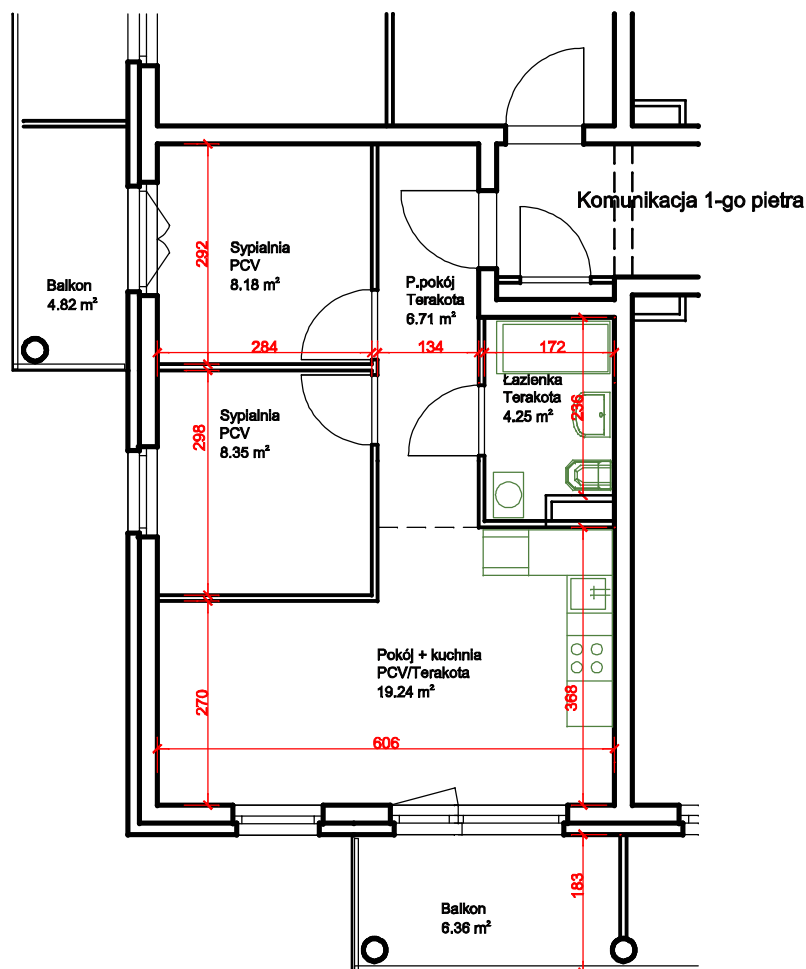 Komunikacja 1-go pietra
292
Sypialnia
PCV
8.18 m²
Balkon
4.82 m²
P.pokój
Terakota
6.71 m²
284
134
172
Łazienka
Terakota
4.25 m²
236
Sypialnia
PCV
8.35 m²
298
Pokój + kuchnia
PCV/Terakota
19.24 m²
270
368
606
183
Balkon
6.36 m²